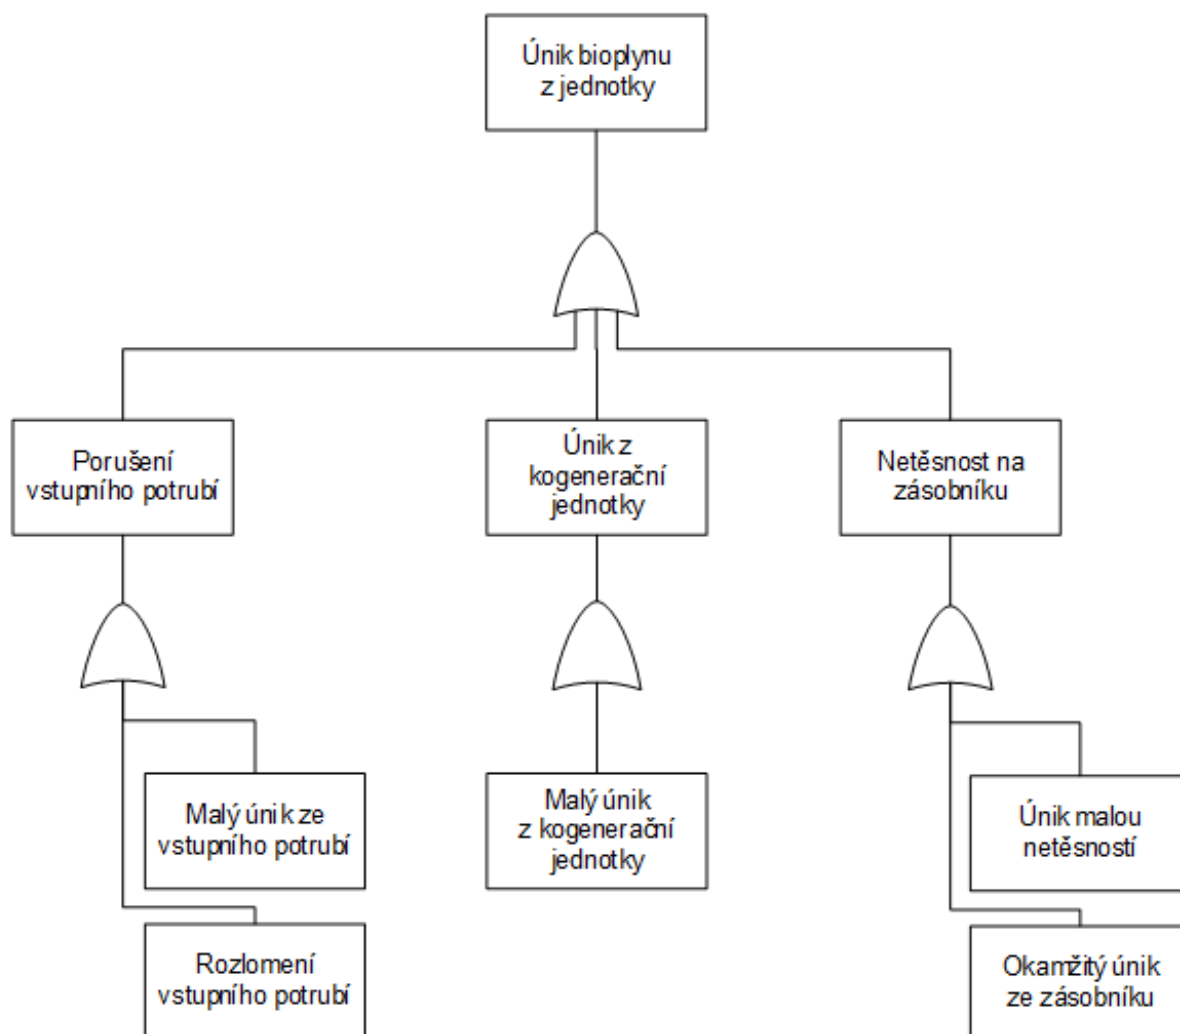 Únik bioplynu
z jednotky
Porušení
vstupního potrubí
Únik z
kogenerační
jednotky
Netěsnost na
zásobníku
Malý únik ze
vstupního potrubí
Malý únik
z kogenerační
jednotky
Únik malou
netěsností
Rozlomení
vstupního potrubí
Okamžitý únik
ze zásobníku